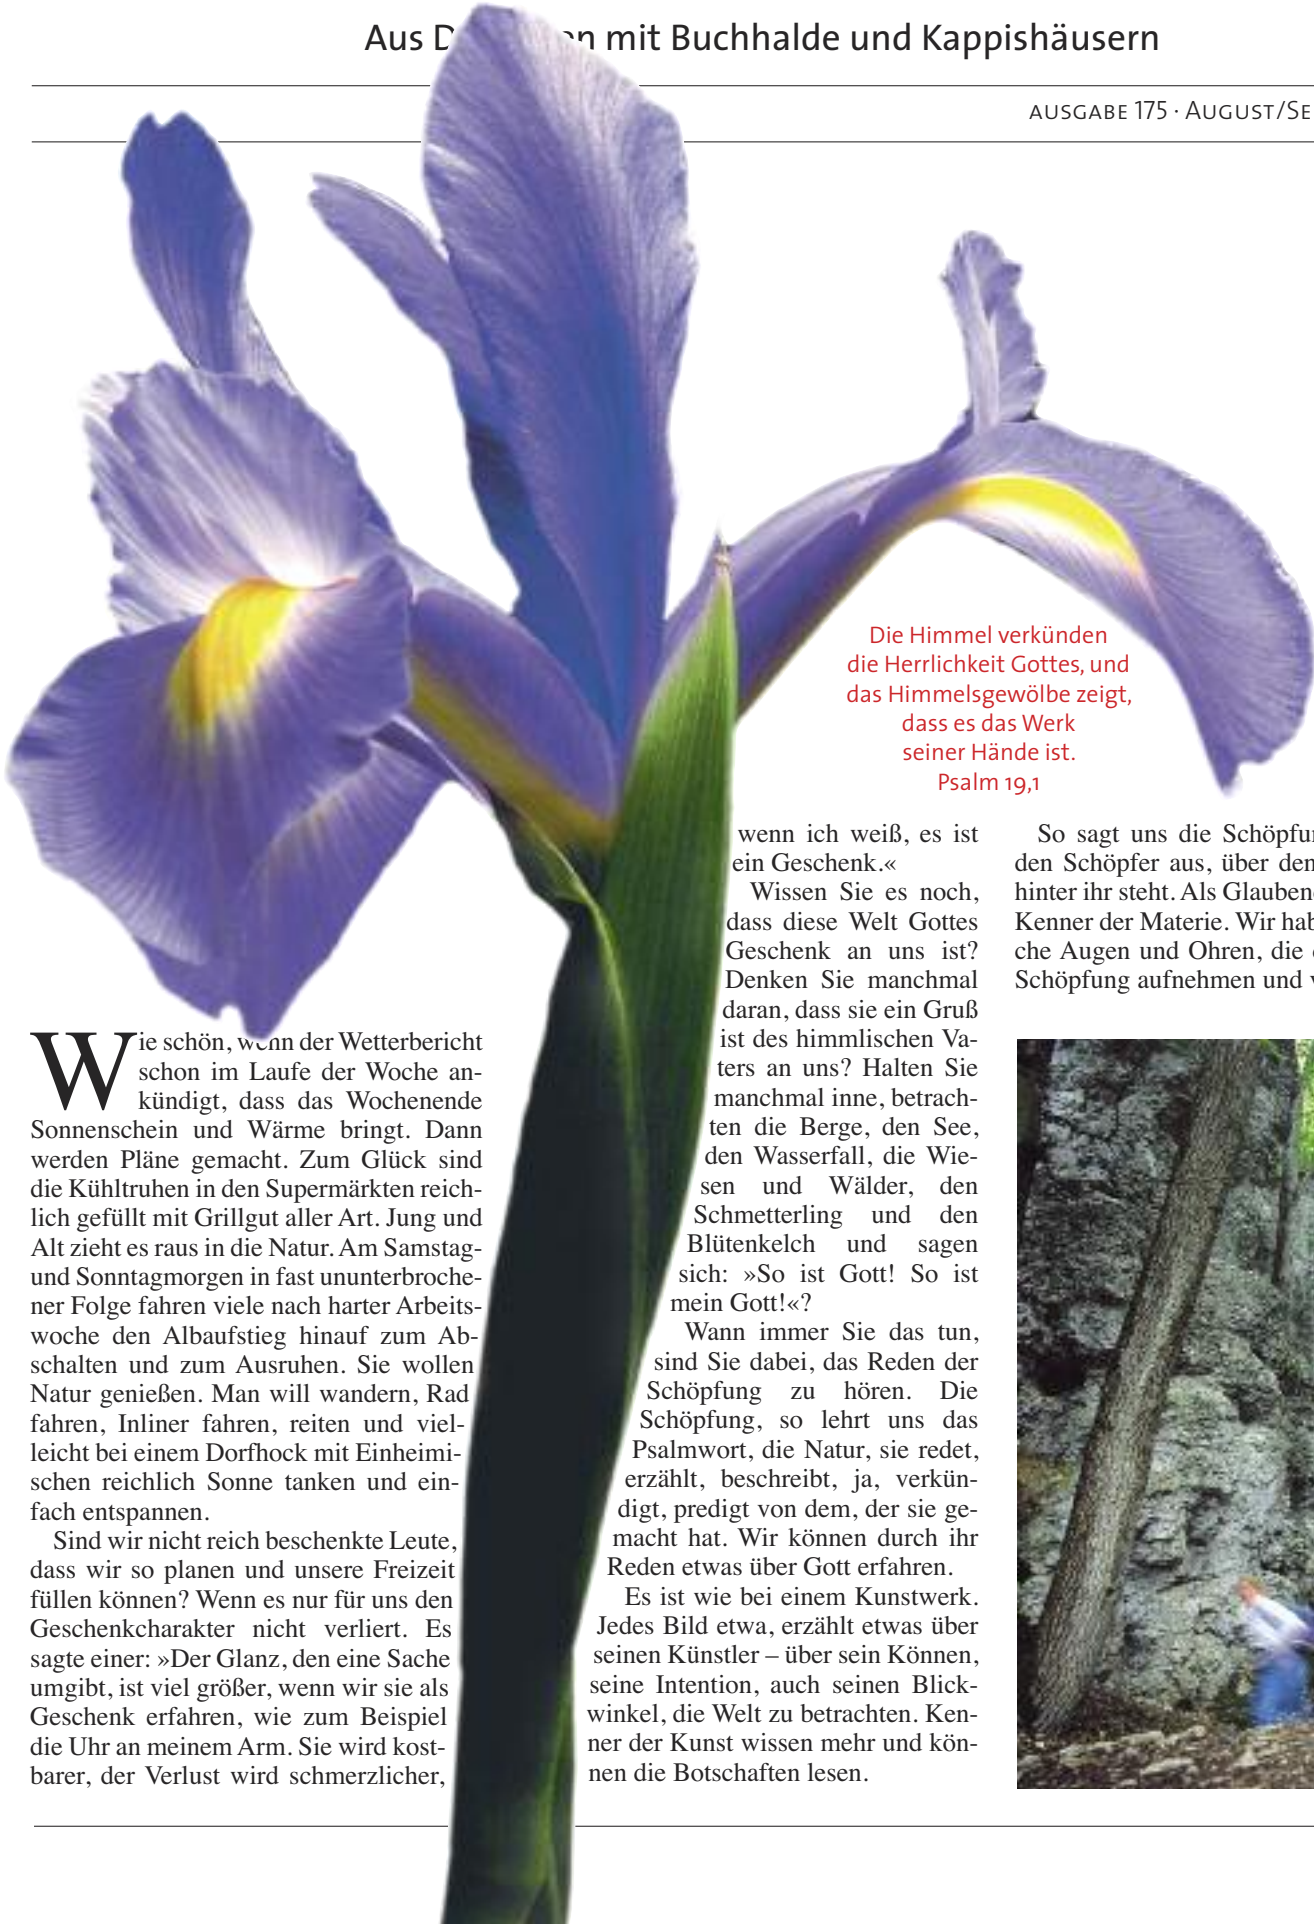 Aus mit Buchhalde und Kappishäusern
AUSGABE 175 · AUGUST/SE
Die Himmel verkünden
die Herrlichkeit Gottes, und
das Himmelsgewölbe zeigt,
dass es das Werk
seiner Hände ist.
Psalm 19,1
Wie schön, wenn der Wetterbericht
schon im Laufe der Woche an-
kündigt, dass das Wochenende
Sonnenschein und Wärme bringt. Dann
werden Pläne gemacht. Zum Glück sind
die Kühltruhen in den Supermärkten reich-
lich gefüllt mit Grillgut aller Art. Jung und
Alt zieht es raus in die Natur. Am Samstag-
und Sonntagmorgen in fast ununterbroche-
ner Folge fahren viele nach harter Arbeits-
woche den Albaufstieg hinauf zum Ab-
schalten und zum Ausruhen. Sie wollen
Natur genießen. Man will wandern, Rad
fahren, Inliner fahren, reiten und viel-
leicht bei einem Dorfhock mit Einheimi-
schen reichlich Sonne tanken und ein-
fach entspannen.
Sind wir nicht reich beschenkte Leute,
dass wir so planen und unsere Freizeit
füllen können? Wenn es nur für uns den
Geschenkcharakter nicht verliert. Es
sagte einer: »Der Glanz, den eine Sache
umgibt, ist viel größer, wenn wir sie als
Geschenk erfahren, wie zum Beispiel
die Uhr an meinem Arm. Sie wird kost-
barer, der Verlust wird schmerzlicher,
wenn ich weiß, es ist
ein Geschenk.«
Wissen Sie es noch,
dass diese Welt Gottes
Geschenk an uns ist?
Denken Sie manchmal
daran, dass sie ein Gruß
ist des himmlischen Va-
ters an uns? Halten Sie
manchmal inne, betrach-
ten die Berge, den See,
den Wasserfall, die Wie-
sen und Wälder, den
Schmetterling und den
Blütenkelch und sagen
sich: »So ist Gott! So ist
mein Gott!«?
Wann immer Sie das tun,
sind Sie dabei, das Reden der
Schöpfung zu hören. Die
Schöpfung, so lehrt uns das
Psalmwort, die Natur, sie redet,
erzählt, beschreibt, ja, verkün-
digt, predigt von dem, der sie ge-
macht hat. Wir können durch ihr
Reden etwas über Gott erfahren.
Es ist wie bei einem Kunstwerk.
Jedes Bild etwa, erzählt etwas über
seinen Künstler – über sein Können,
seine Intention, auch seinen Blick-
winkel, die Welt zu betrachten. Ken-
ner der Kunst wissen mehr und kön-
nen die Botschaften lesen.
So sagt uns die Schöpfu
den Schöpfer aus, über den
hinter ihr steht. Als Glauben
Kenner der Materie. Wir hab
che Augen und Ohren, die
Schöpfung aufnehmen und